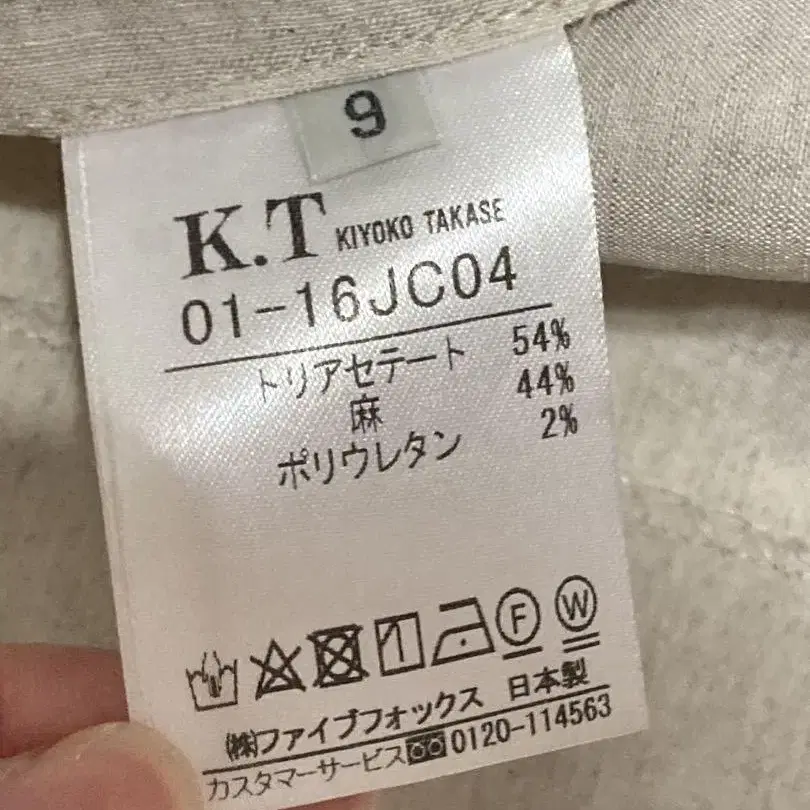 9
K.T KIYOKO TAKASE
01-16JC04
トリアセテート 54%
麻 44%
ポリウレタン 2%
F W
(株)ファイブフォックス 日本製
カスタマーサービス 0120-114563